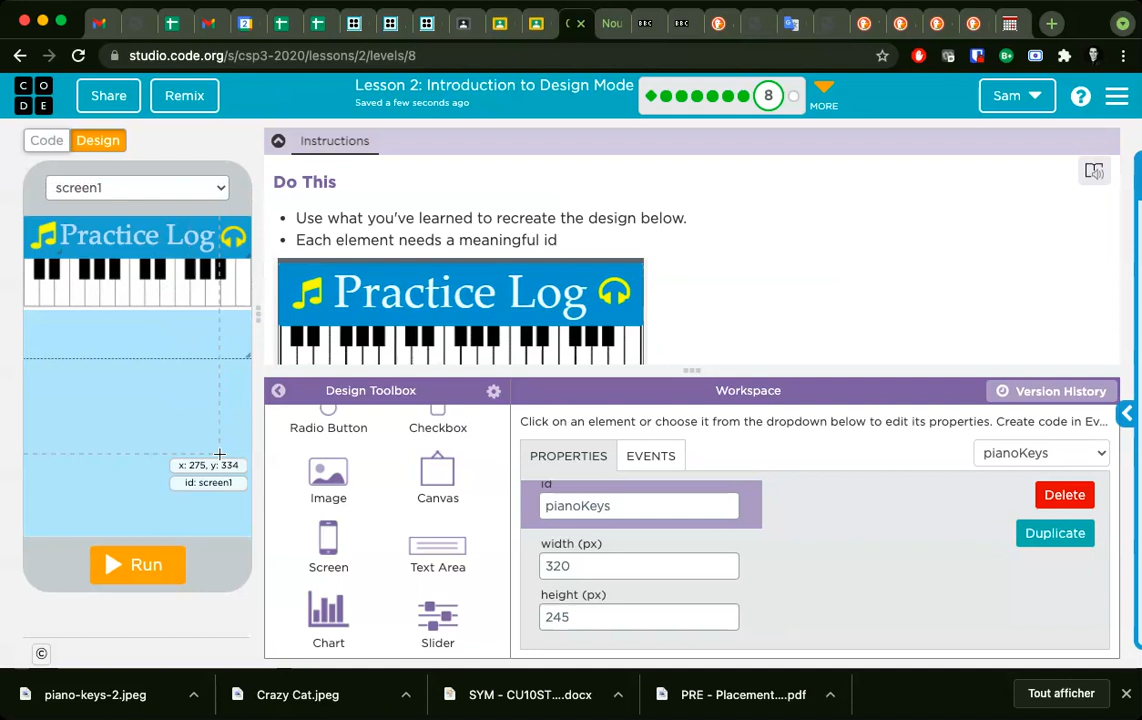 Nou
BBC
BBC
studio.code.org/s/csp3-2020/lessons/2/levels/8
C O
D E
Share
Remix
Lesson 2: Introduction to Design Mode
Saved a few seconds ago
8
MORE
Sam
Code
Design
Instructions
screen1
Do This
• Use what you've learned to recreate the design below.
• Each element needs a meaningful id
Practice Log
Practice Log
x: 275, y: 334
id: screen1
Run
Design Toolbox
Radio Button
Checkbox
Image
Canvas
Screen
Text Area
Chart
Slider
Workspace
Version History
Click on an element or choose it from the dropdown below to edit its properties. Create code in Ev...
PROPERTIES
EVENTS
pianoKeys
id
pianoKeys
Delete
Duplicate
width (px)
320
height (px)
245
©
piano-keys-2.jpeg
Crazy Cat.jpeg
SYM - CU10ST....docx
PRE - Placement....pdf
Tout afficher